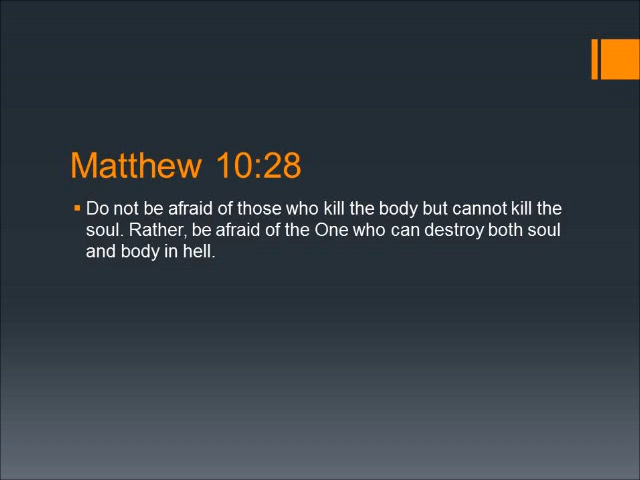 Matthew 10:28
▪ Do not be afraid of those who kill the body but cannot kill the
soul. Rather, be afraid of the One who can destroy both soul
and body in hell.